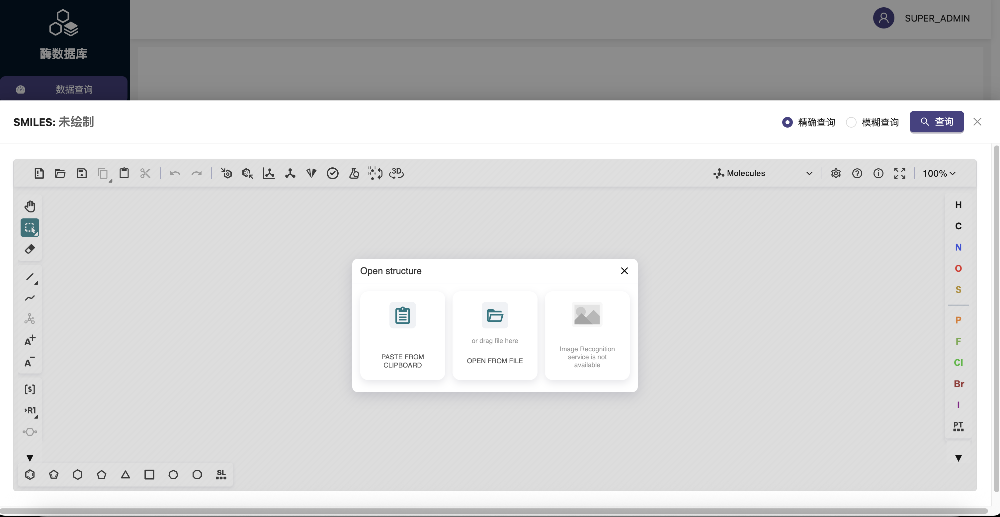 酶数据库
SUPER_ADMIN
数据查询
SMILES: 未绘制
精确查询
模糊查询
查询
3D
Molecules
100%
H
C
N
O
S
P
F
Cl
Br
I
PT
A+
A-
[S]
R1
SL
Open structure
PASTE FROM
CLIPBOARD
or drag file here
OPEN FROM FILE
Image Recognition
service is not
available